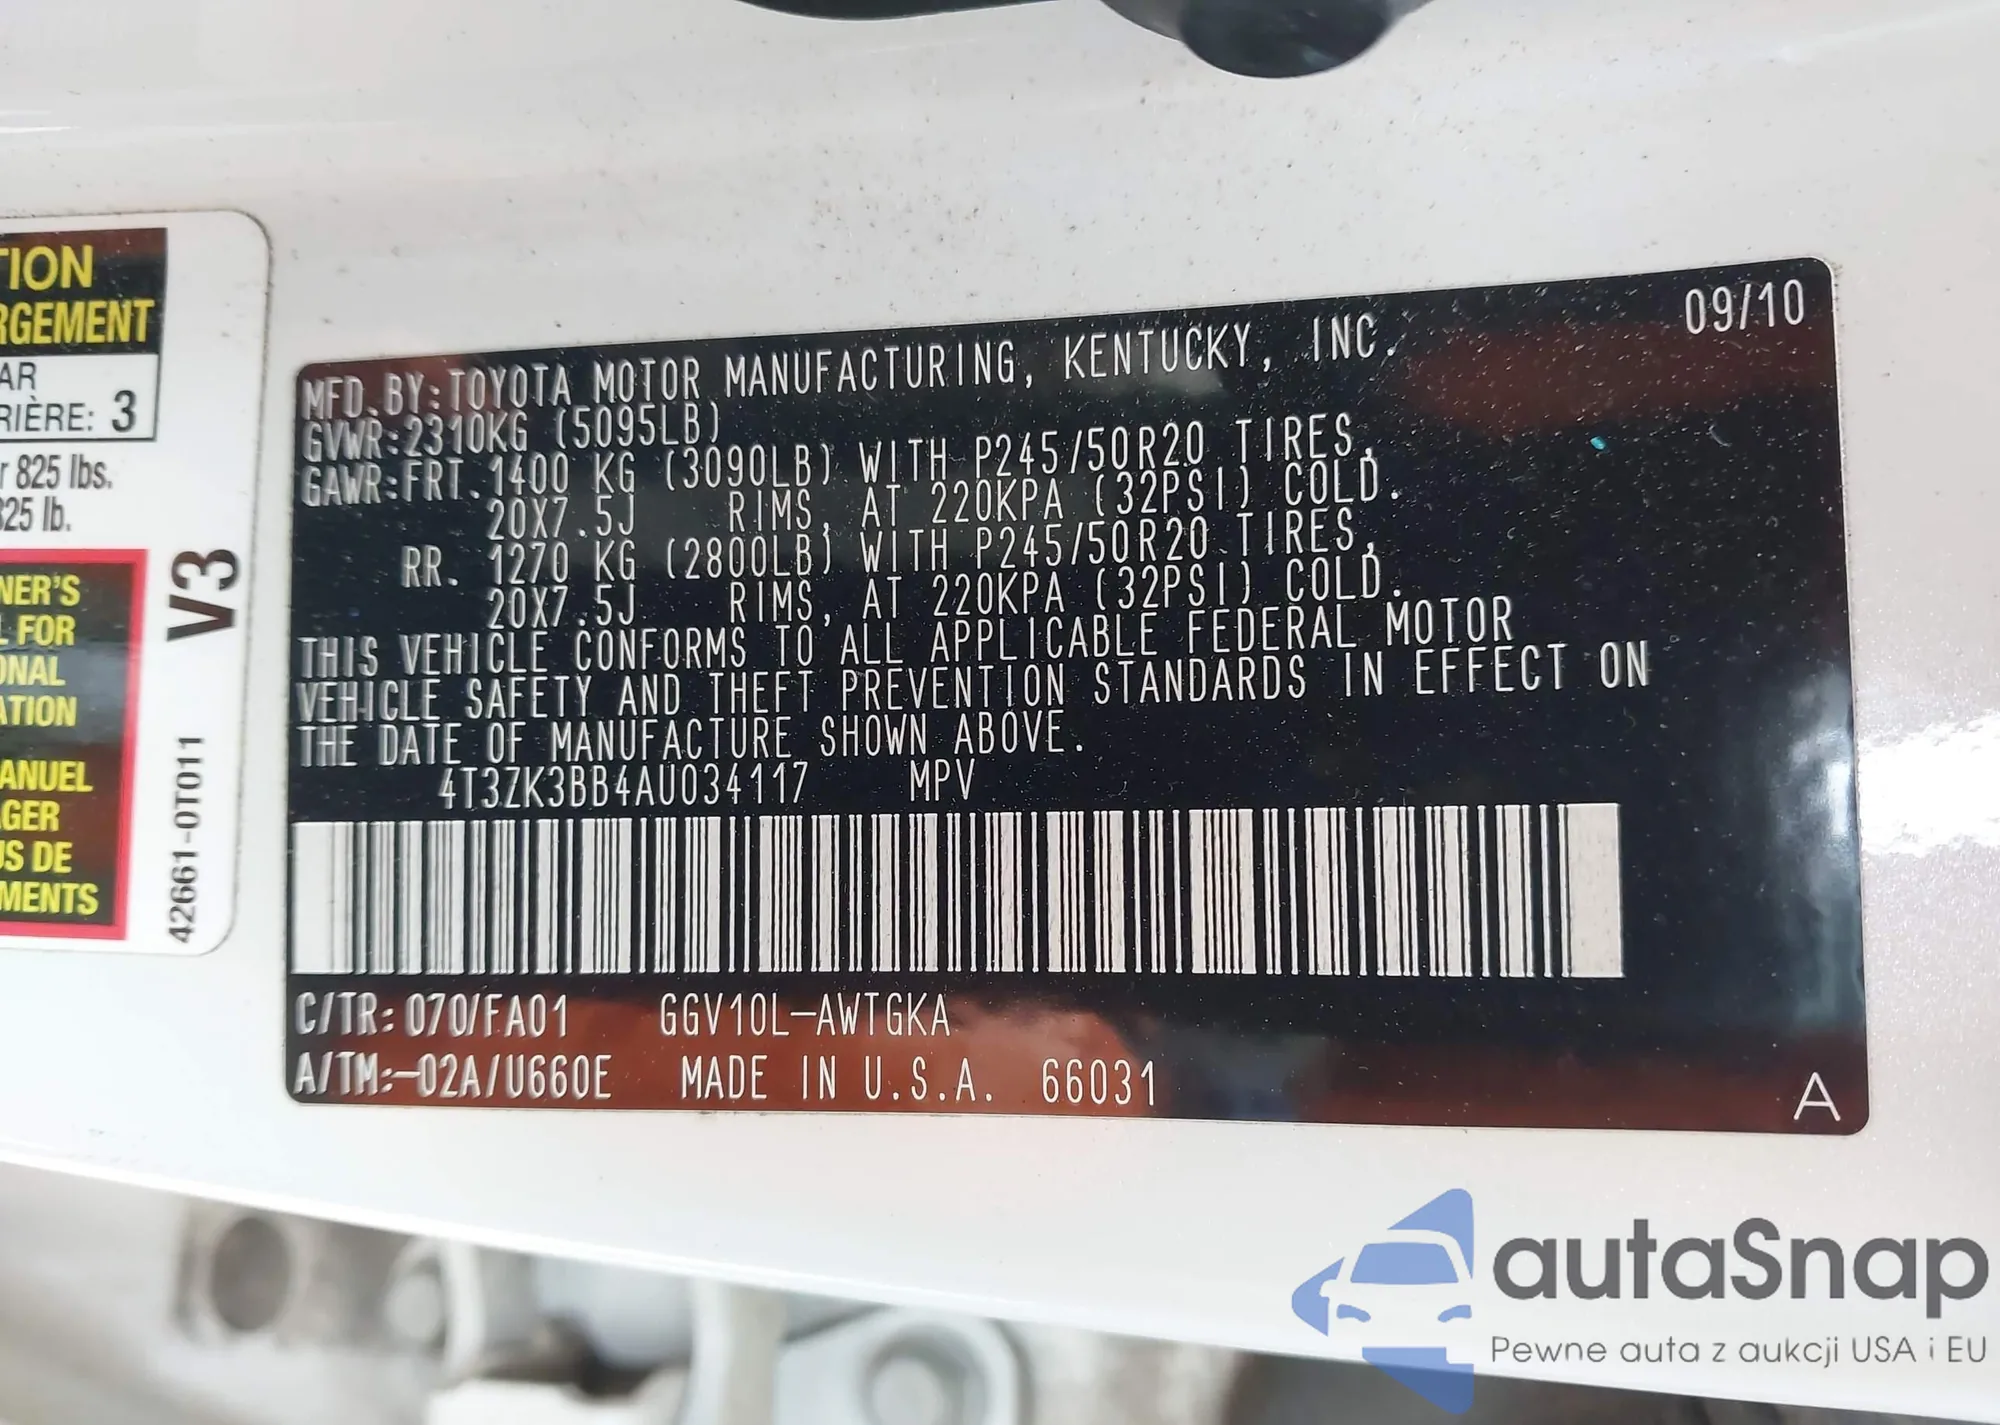 TION
RGEMENT
AR
RIÈRE: 3
r 825 lbs.
825 lb.
NER'S
L FOR
ONAL
ATION
ANUEL
GER
US DE
MENTS
V3
42661-0T011
09/10
MFD. BY: TOYOTA MOTOR MANUFACTURING, KENTUCKY, INC.
GVWR: 2310KG (5095LB)
GAWR: FRT. 1400 KG (3090LB) WITH P245/50R20 TIRES,
20X7.5J RIMS, AT 220KPA (32PSI) COLD.
RR. 1270 KG (2800LB) WITH P245/50R20 TIRES,
20X7.5J RIMS, AT 220KPA (32PSI) COLD.
THIS VEHICLE CONFORMS TO ALL APPLICABLE FEDERAL MOTOR
VEHICLE SAFETY AND THEFT PREVENTION STANDARDS IN EFFECT ON
THE DATE OF MANUFACTURE SHOWN ABOVE.
4T3ZK3BB4AU034117 MPV
C/TR: 070/FA01 GGV10L-AWTGKA
A/TM:-02A/U660E MADE IN U.S.A. 66031
A
autaSnap
Pewne auta z aukcji USA i EU